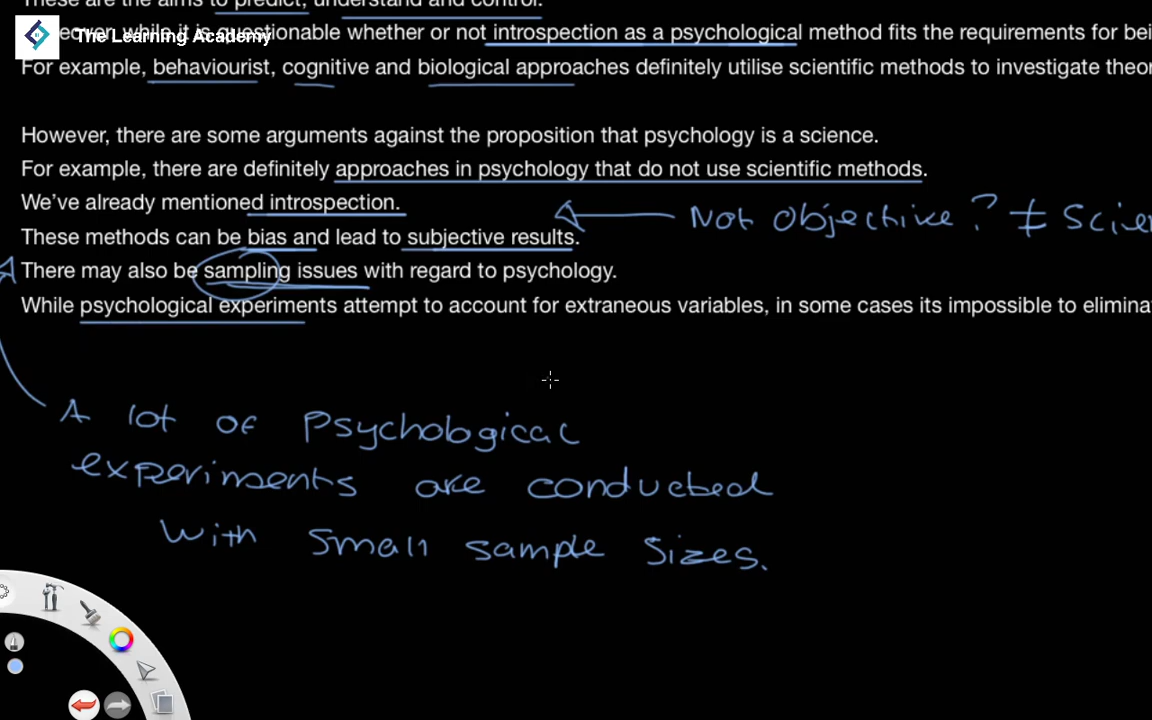 These are the aims to predict, understand and control.
while it is questionable whether or not introspection as a psychological method fits the requirements for
The Learning Academy
For example, behaviourist, cognitive and biological approaches definitely utilise scientific methods to investigate
However, there are some arguments against the proposition that psychology is a science.
For example, there are definitely approaches in psychology that do not use scientific methods.
We've already mentioned introspection.
Not Objective? ≠
These methods can be bias and lead to subjective results.
There may also be sampling issues with regard to psychology.
While psychological experiments attempt to account for extraneous variables, in some cases its impossible to
A lot of Psychological
experiments are conducted
with small sample sizes.